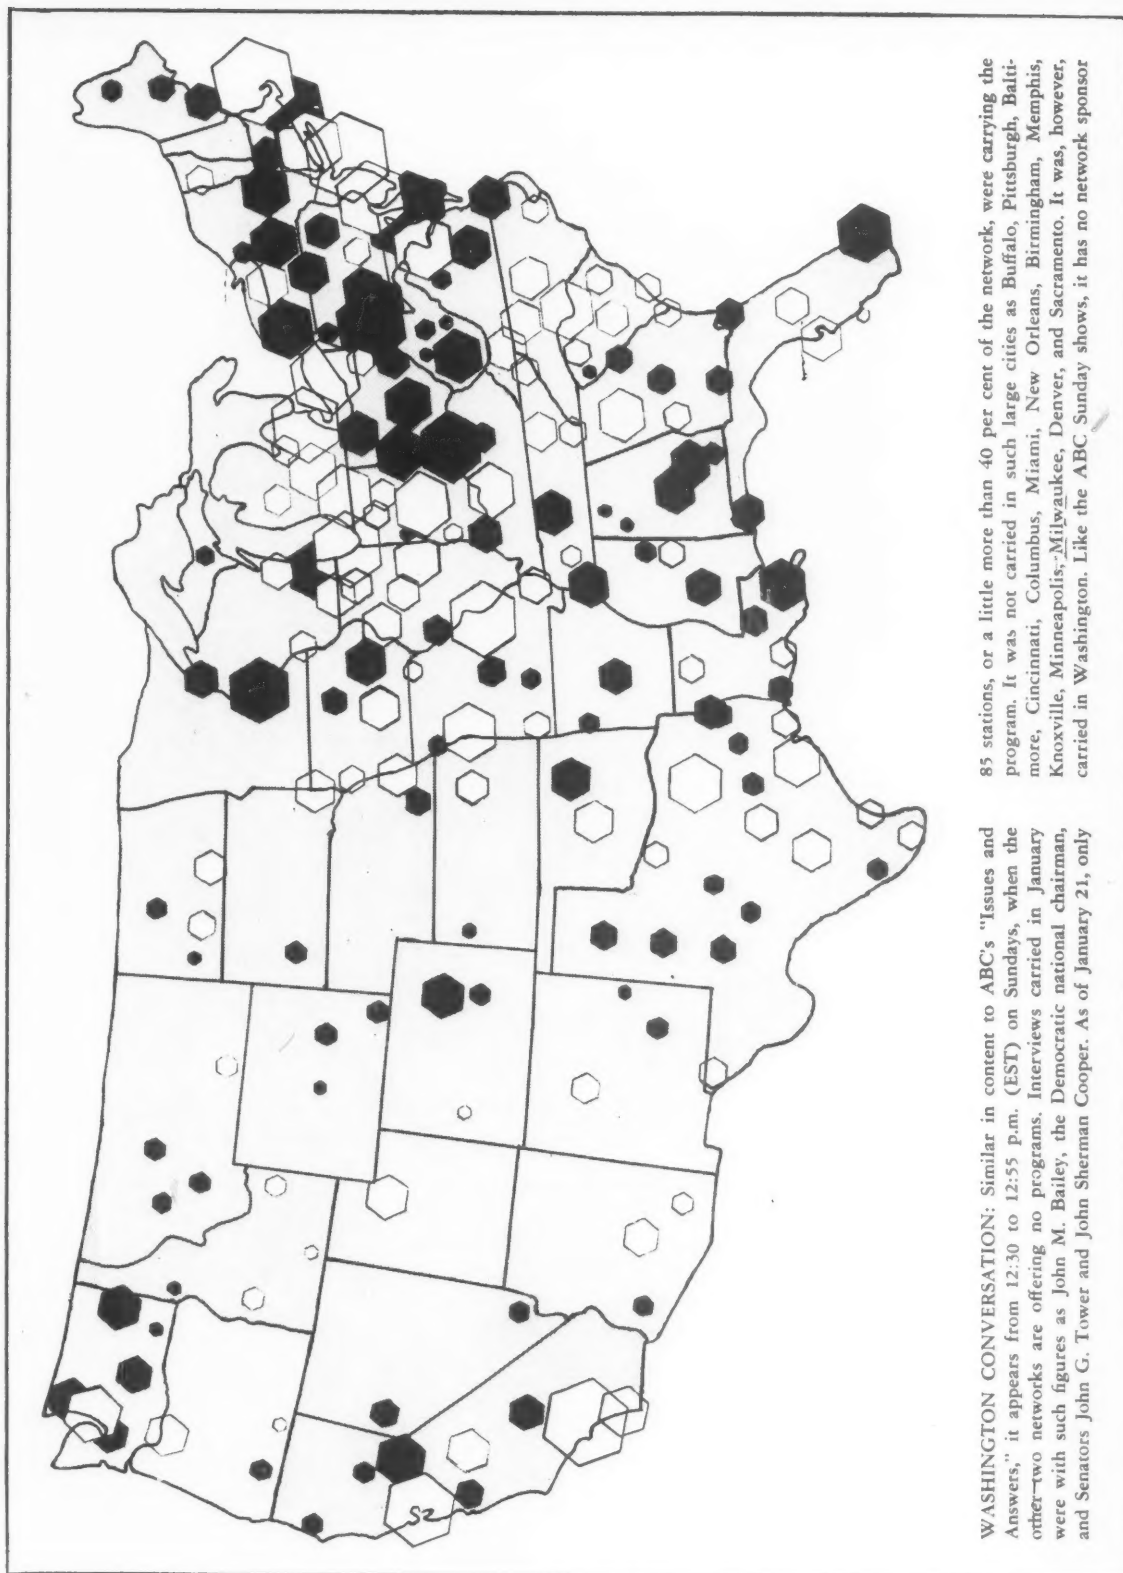 WASHINGTON CONVERSATION: Similar in content to ABC's "Issues and
Answers," it appears from 12:30 to 12:55 p.m. (EST) on Sundays, when the
other two networks are offering no programs. Interviews carried in January
were with such figures as John M. Bailey, the Democratic national chairman,
and Senators John G. Tower and John Sherman Cooper. As of January 21, only
85 stations, or a little more than 40 per cent of the network, were carrying the
program. It was not carried in such large cities as Buffalo, Pittsburgh, Balti-
more, Cincinnati, Columbus, Miami, New Orleans, Birmingham, Memphis,
Knoxville, Minneapolis, Milwaukee, Denver, and Sacramento. It was, however,
carried in Washington. Like the ABC Sunday shows, it has no network sponsor